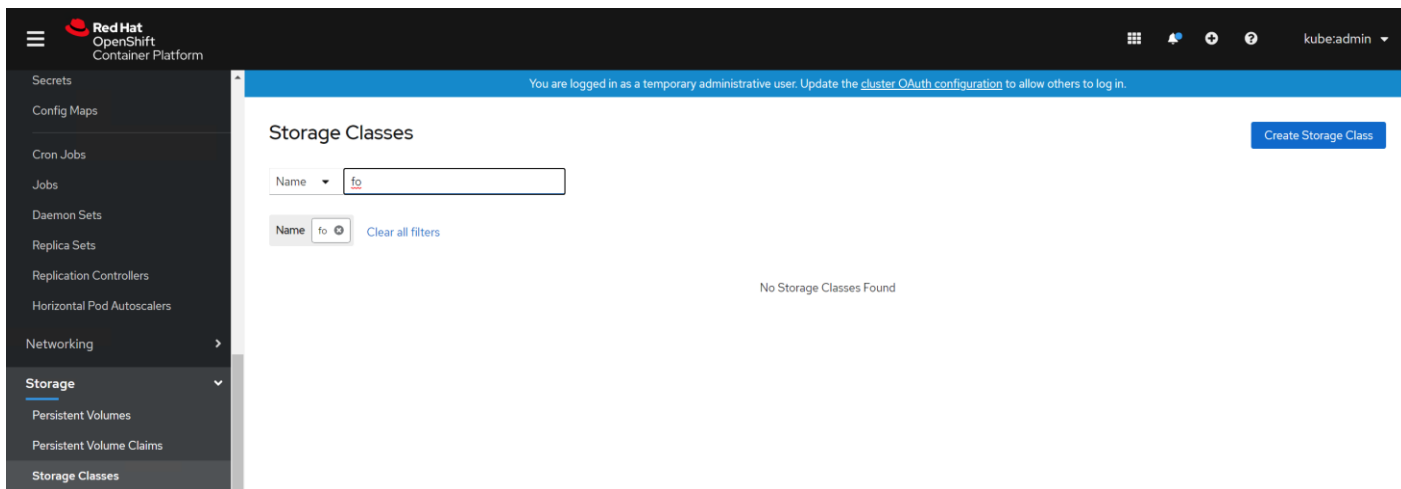 Red Hat
OpenShift
Container Platform
kube:admin
Secrets
Config Maps
Cron Jobs
Jobs
Daemon Sets
Replica Sets
Replication Controllers
Horizontal Pod Autoscalers
Networking
Storage
Persistent Volumes
Persistent Volume Claims
Storage Classes
You are logged in as a temporary administrative user. Update the cluster OAuth configuration to allow others to log in.
Storage Classes
Create Storage Class
Name fo
Name fo Clear all filters
No Storage Classes Found